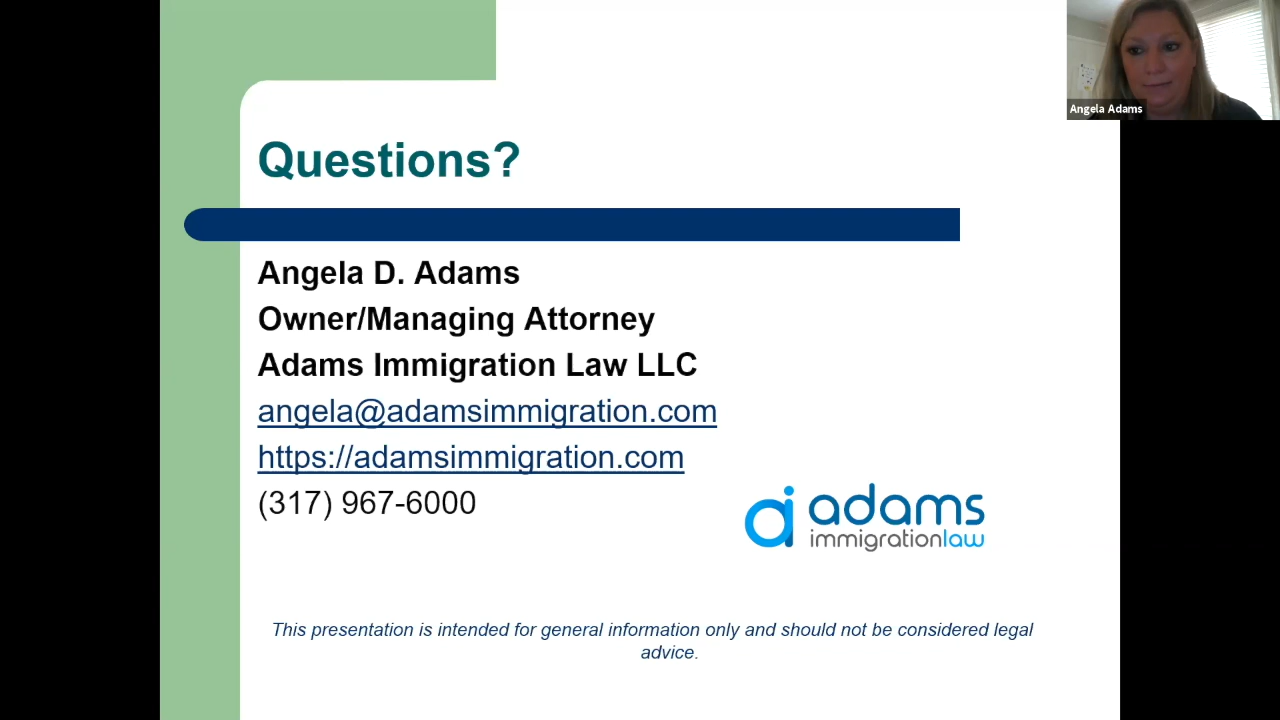 Angela Adams
Questions?
Angela D. Adams
Owner/Managing Attorney
Adams Immigration Law LLC
angela@adamsimmigration.com
https://adamsimmigration.com
(317) 967-6000
ai adams
immigrationlaw
This presentation is intended for general information only and should not be considered legal
advice.